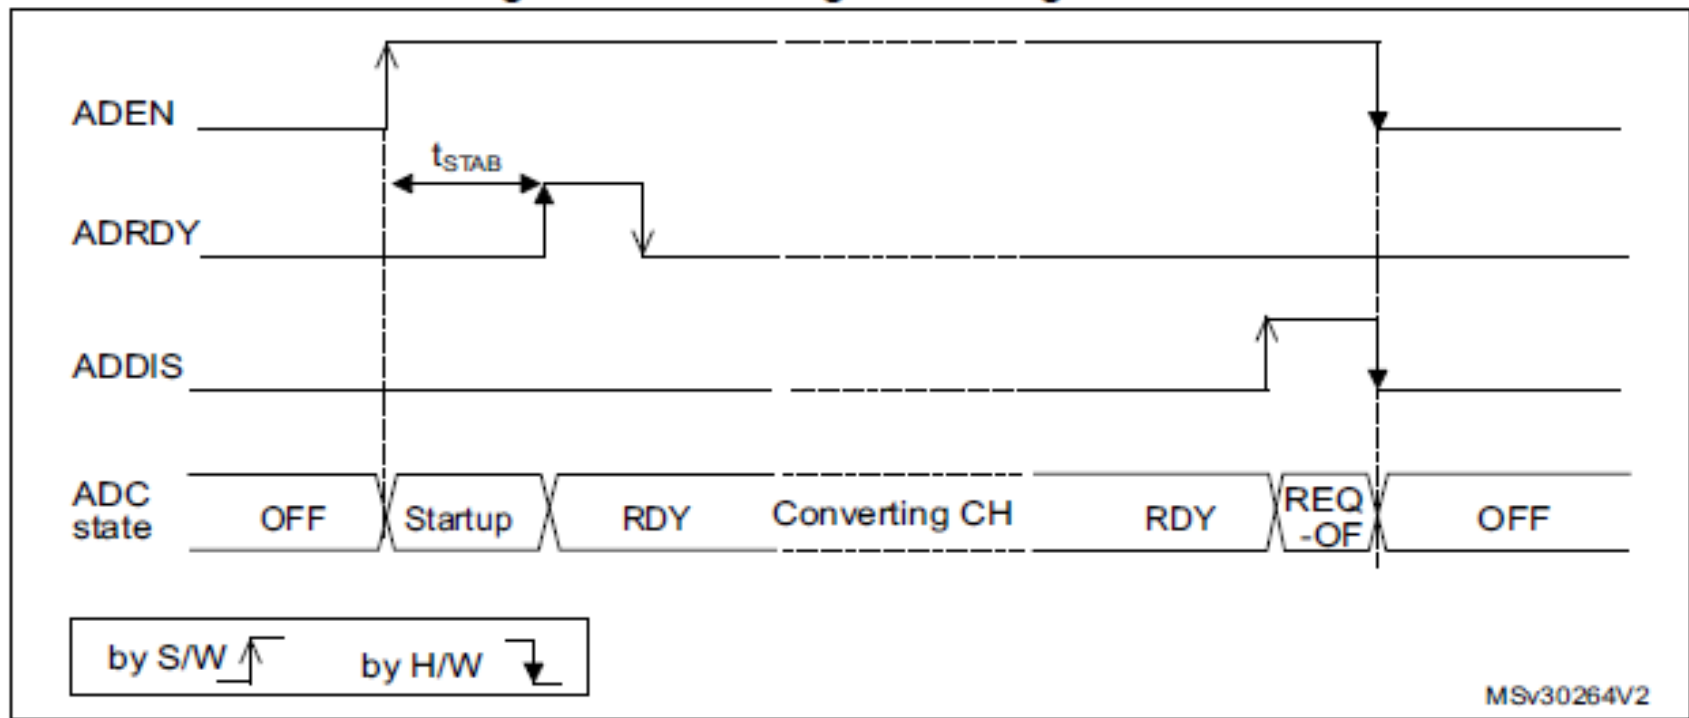 ADEN
tSTAB
ADRDY
ADDIS
ADC
state
OFF
Startup
RDY
Converting CH
RDY
REQ
-OF
OFF
by S/W
by H/W
MSv30264V2